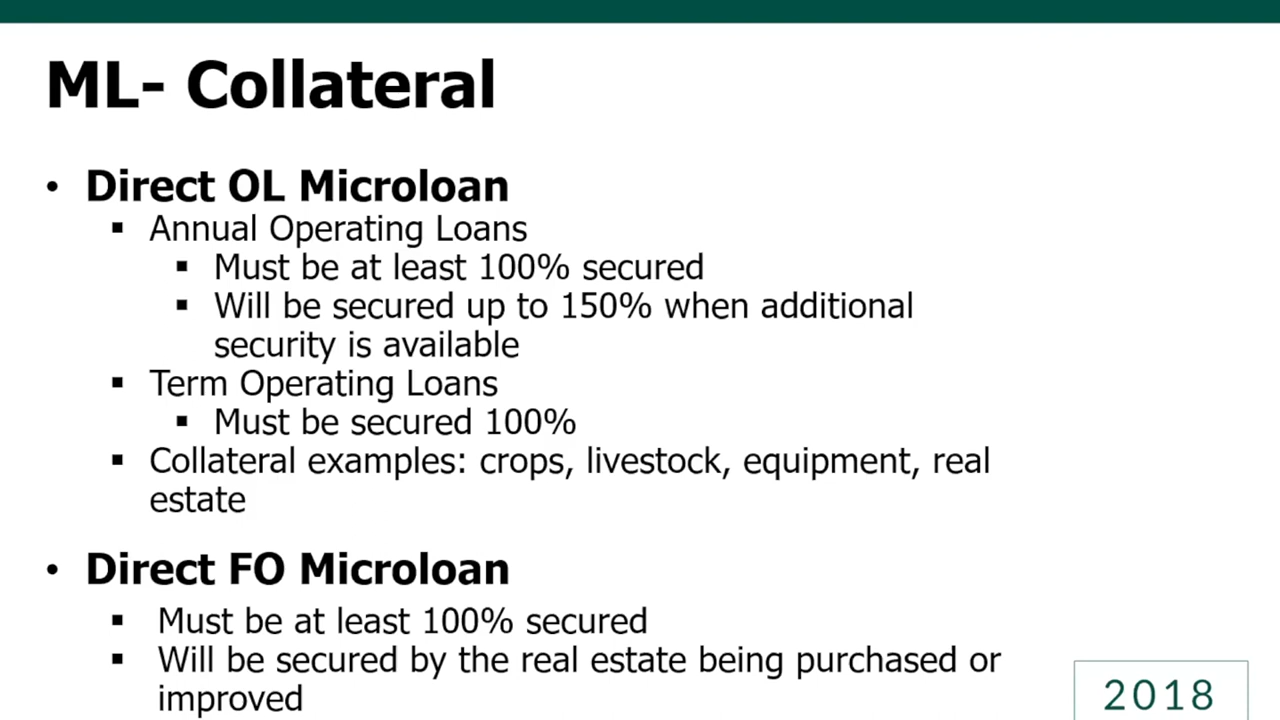 ML- Collateral
• Direct OL Microloan
▪ Annual Operating Loans
▪ Must be at least 100% secured
▪ Will be secured up to 150% when additional
security is available
▪ Term Operating Loans
▪ Must be secured 100%
▪ Collateral examples: crops, livestock, equipment, real
estate
• Direct FO Microloan
▪ Must be at least 100% secured
▪ Will be secured by the real estate being purchased or
improved
2018